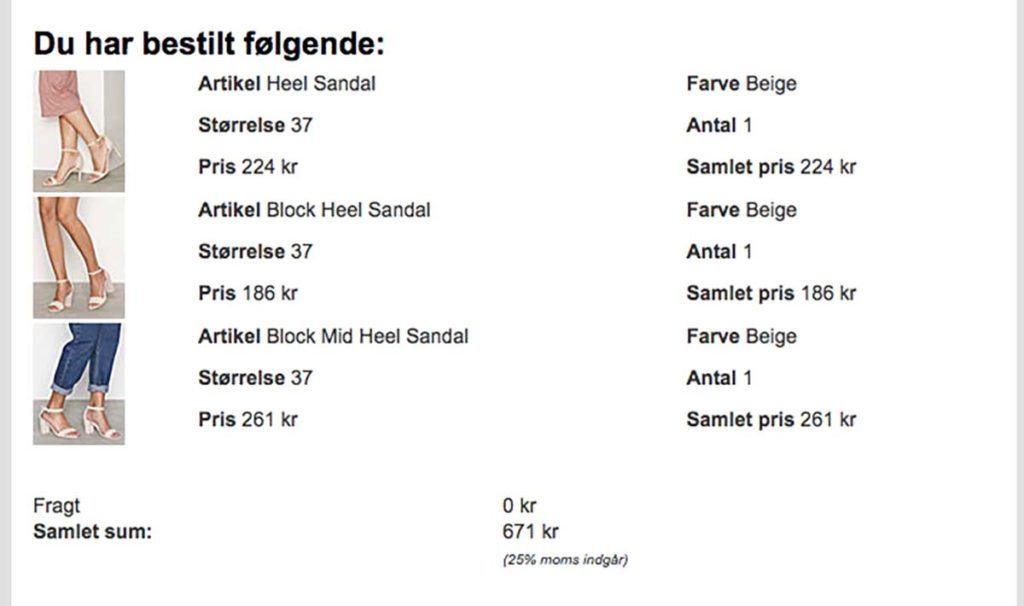 Du har bestilt følgende:
Artikel Heel Sandal Farve Beige
Størrelse 37 Antal 1
Pris 224 kr Samlet pris 224 kr
Artikel Block Heel Sandal Farve Beige
Størrelse 37 Antal 1
Pris 186 kr Samlet pris 186 kr
Artikel Block Mid Heel Sandal Farve Beige
Størrelse 37 Antal 1
Pris 261 kr Samlet pris 261 kr
Fragt 0 kr
Samlet sum: 671 kr
(25% moms indgår)